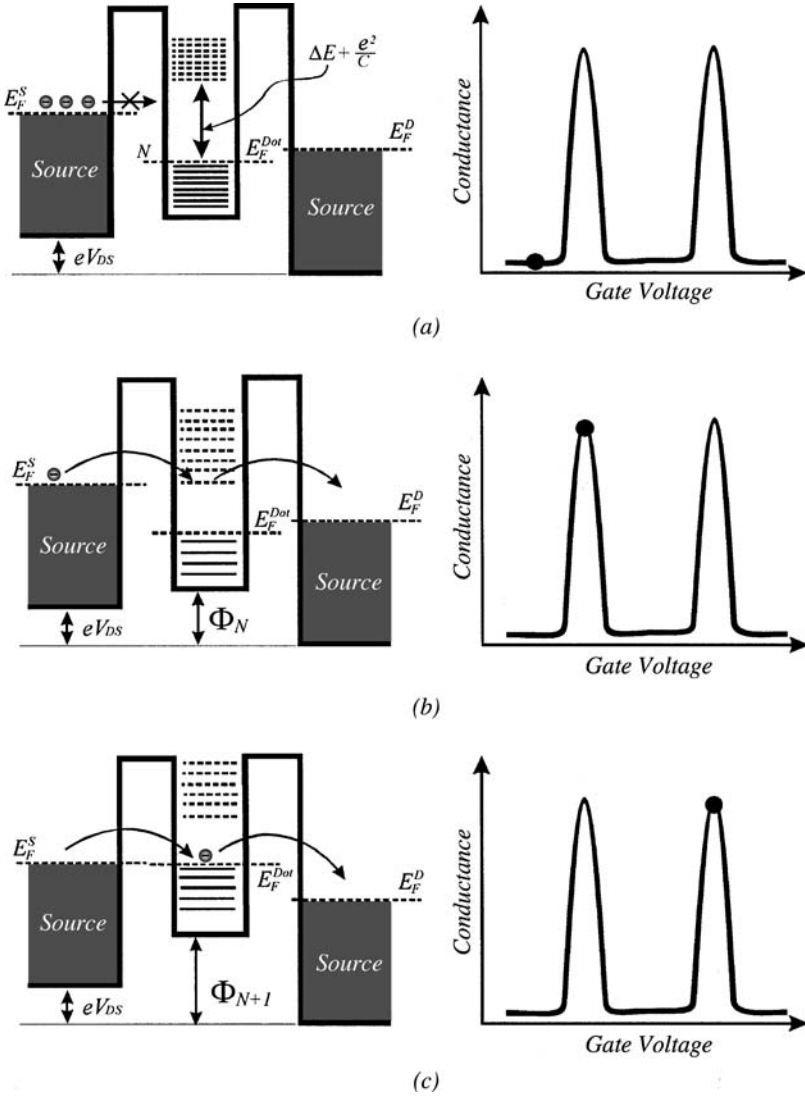 ΔE + e²/C
E_F^S
N
E_F^Dot
E_F^D
Source
Source
eV_DS
Conductance
Gate Voltage
(a)
E_F^S
E_F^Dot
E_F^D
Source
Source
eV_DS
Φ_N
Conductance
Gate Voltage
(b)
E_F^S
E_F^Dot
E_F^D
Source
Source
eV_DS
Φ_N+1
Conductance
Gate Voltage
(c)